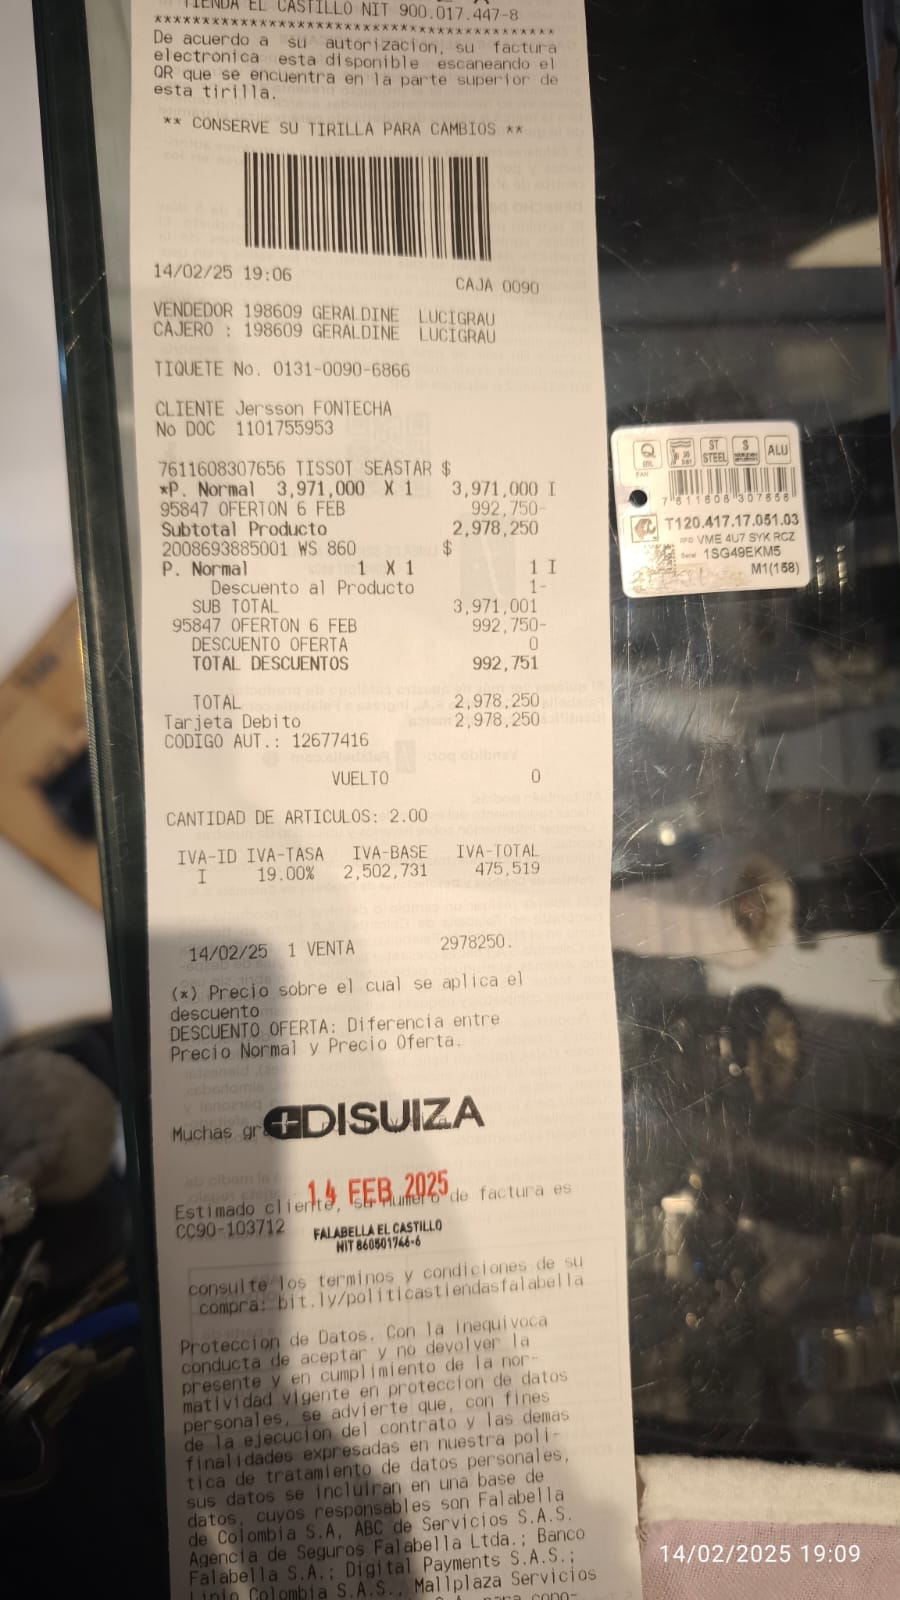 TIENDA EL CASTILLO NIT 900.017.447-8
****************************************
De acuerdo a su autorizacion, su factura
electronica esta disponible escaneando el
QR que se encuentra en la parte superior de
esta tirilla.
** CONSERVE SU TIRILLA PARA CAMBIOS **
14/02/25 19:06 CAJA 0090
VENDEDOR 198609 GERALDINE LUCIGRAU
CAJERO : 198609 GERALDINE LUCIGRAU
TIQUETE No. 0131-0090-6866
CLIENTE Jersson FONTECHA
No DOC 1101755953
7611608307656 TISSOT SEASTAR $
*P. Normal 3,971,000 X 1 3,971,000 I
95847 OFERTON 6 FEB 992,750-
Subtotal Producto 2,978,250
2008693885001 WS 860 $
P. Normal 1 X 1 1 I
Descuento al Producto 1-
SUB TOTAL 3,971,001
95847 OFERTON 6 FEB 992,750-
DESCUENTO OFERTA 0
TOTAL DESCUENTOS 992,751
TOTAL 2,978,250
Tarjeta Debito 2,978,250
CODIGO AUT.: 12677416
VUELTO 0
CANTIDAD DE ARTICULOS: 2.00
IVA-ID IVA-TASA IVA-BASE IVA-TOTAL
I 19.00% 2,502,731 475,519
14/02/25 1 VENTA 2978250.
(*) Precio sobre el cual se aplica el
descuento
DESCUENTO OFERTA: Diferencia entre
Precio Normal y Precio Oferta.
Muchas gr
DISUIZA
14 FEB 2025
Estimado cliente, su numero de factura es
CC90-103712
FALABELLA EL CASTILLO
NIT 860501746-6
consulte los terminos y condiciones de su
compra: bit.ly/politicastiendasfalabella
Proteccion de Datos. Con la inequivoca
conducta de aceptar y no devolver la
presente y en cumplimiento de la nor-
matividad vigente en proteccion de datos
personales, se advierte que, con fines
de la ejecucion del contrato y las demas
finalidades expresadas en nuestra poli-
tica de tratamiento de datos personales,
sus datos se incluiran en una base de
datos, cuyos responsables son Falabella
de Colombia S.A, ABC de Servicios S.A.S.
Agencia de Seguros Falabella Ltda.; Banco
Falabella S.A.; Digital Payments S.A.S.;
Colombia S.A.S., Mallplaza Servicios
Q
ST STEEL
S
ALU
7 611608 307656
T120.417.17.051.03
VME 4U7 SYK RCZ
Serial 1SG49EKM5
M1(158)
14/02/2025 19:09